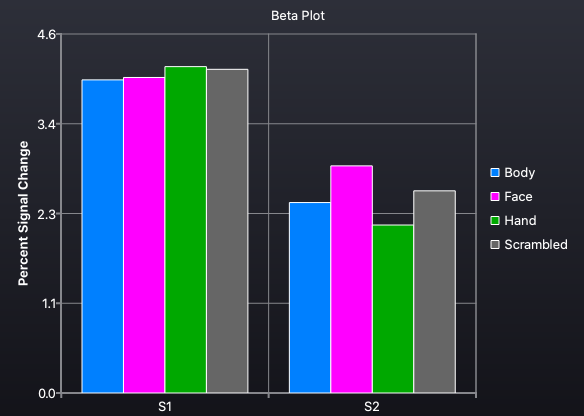 Beta Plot
Percent Signal Change
4.6
3.4
2.3
1.1
0.0
S1
S2
Body
Face
Hand
Scrambled